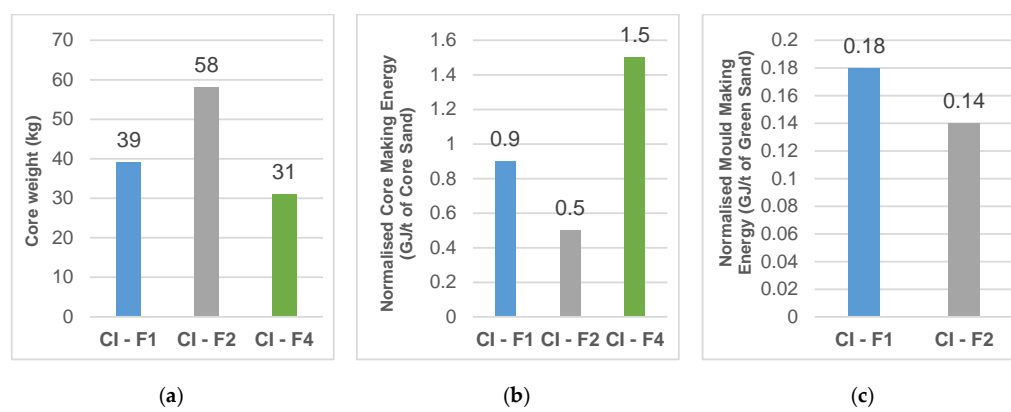 Core weight (kg)
70
60
50
40
30
20
10
0
39
58
31
CI - F1
CI - F2
CI - F4
(a)
Normalised Core Making Energy
(GJ/t of Core Sand)
1.6
1.4
1.2
1
0.8
0.6
0.4
0.2
0
0.9
0.5
1.5
CI - F1
CI - F2
CI - F4
(b)
Normalised Mould Making
Energy (GJ/t of Green Sand)
0.2
0.18
0.16
0.14
0.12
0.1
0.08
0.06
0.04
0.02
0
0.18
0.14
CI - F1
CI - F2
(c)